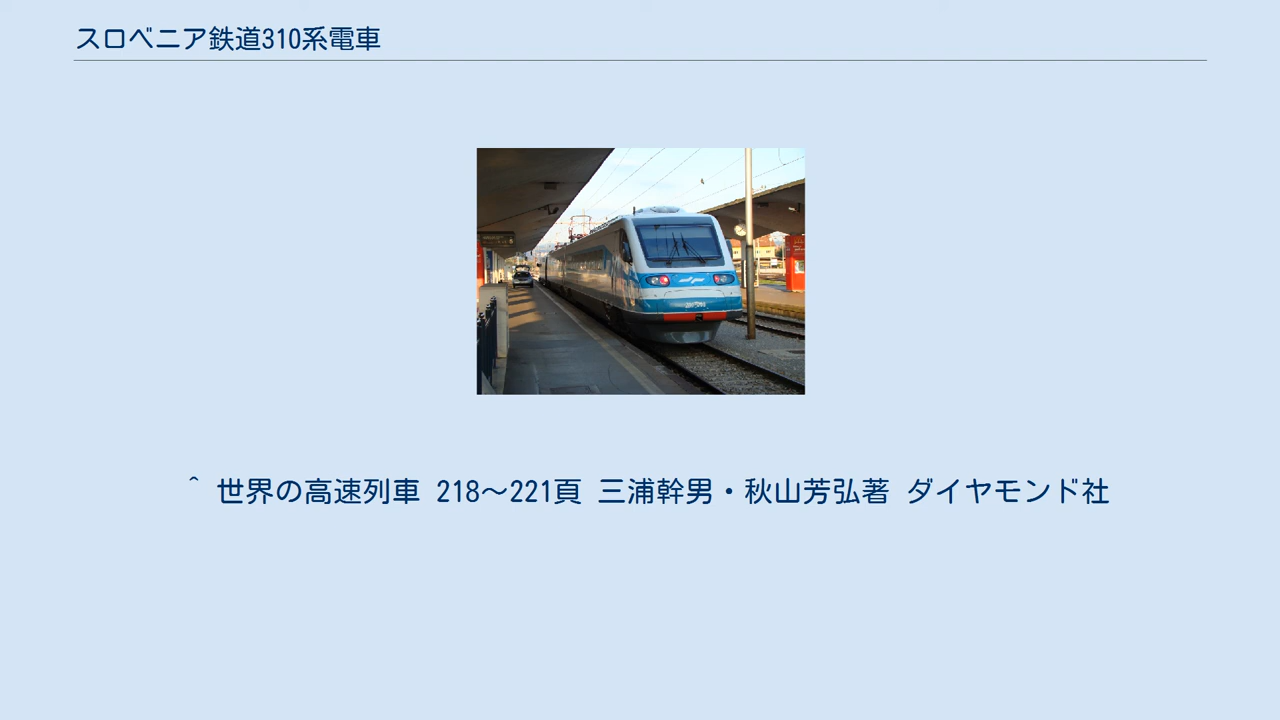 スロベニア鉄道310系電車
^ 世界の高速列車 218～221頁 三浦幹男・秋山芳弘著 ダイヤモンド社